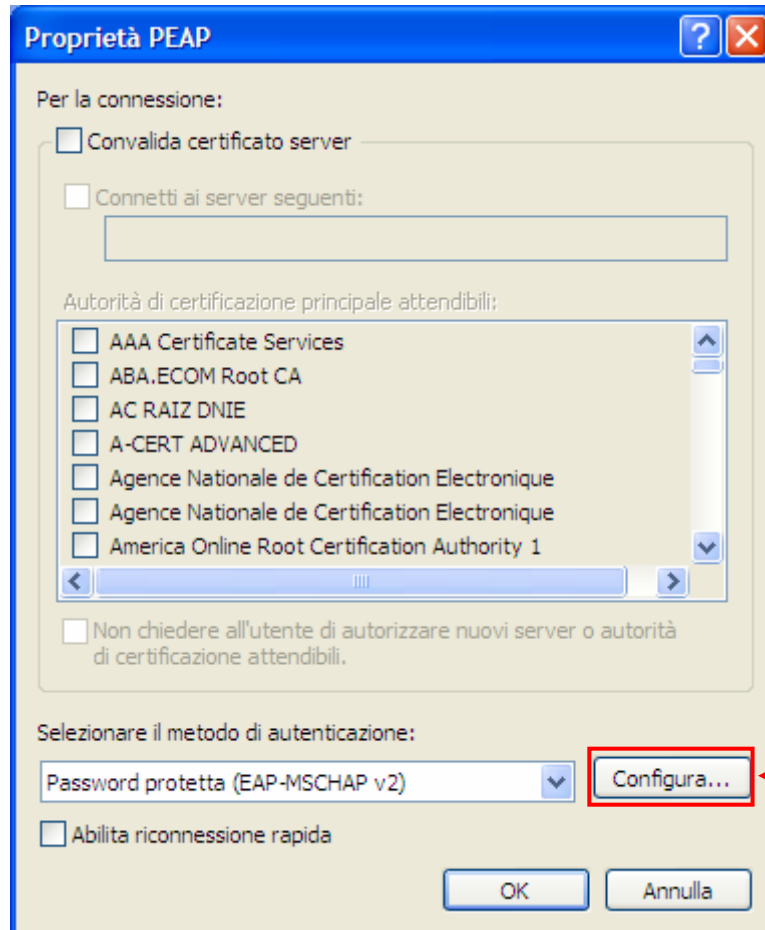 Proprietà PEAP
Per la connessione:
Convalida certificato server
Connetti ai server seguenti:
Autorità di certificazione principale attendibili:
AAA Certificate Services
ABA.ECOM Root CA
AC RAIZ DNIE
A-CERT ADVANCED
Agence Nationale de Certification Electronique
Agence Nationale de Certification Electronique
America Online Root Certification Authority 1
Non chiedere all'utente di autorizzare nuovi server o autorità
di certificazione attendibili.
Selezionare il metodo di autenticazione:
Password protetta (EAP-MSCHAP v2)
Configura...
Abilita riconnessione rapida
OK Annulla